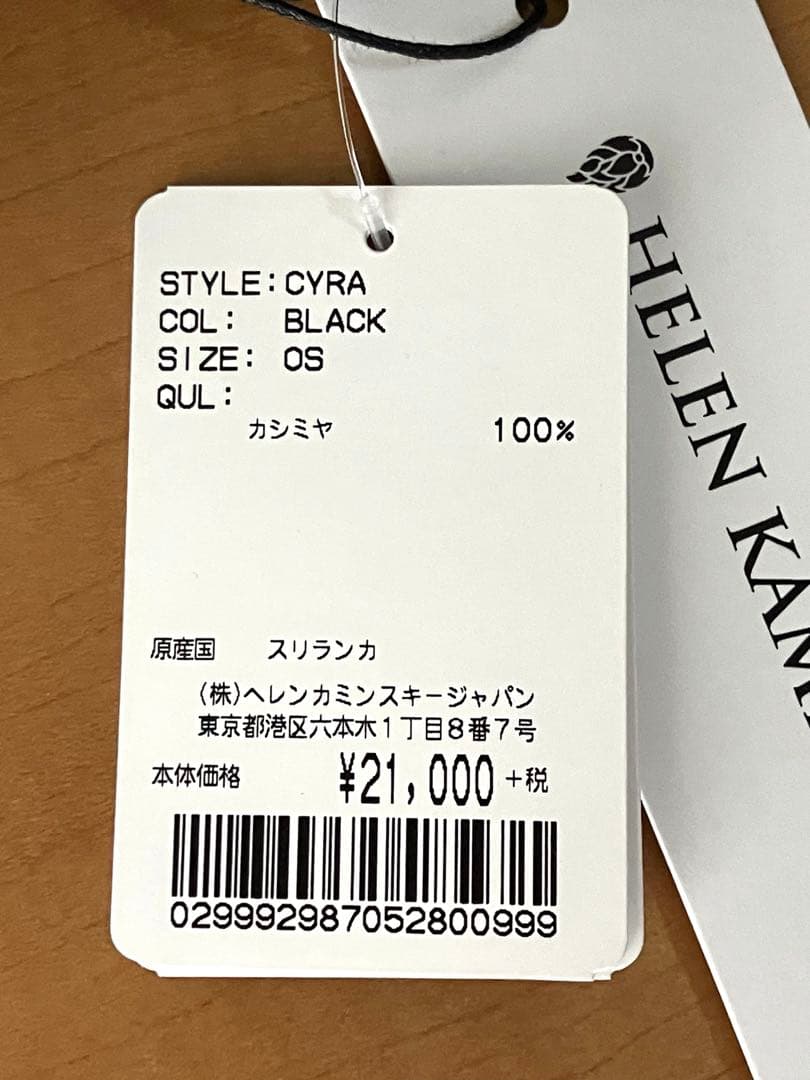 STYLE:CYRA
COL: BLACK
SIZE: OS
QUL:
カシミヤ 100%
原産国 スリランカ
(株)ヘレンカミンスキージャパン
東京都港区六本木1丁目8番7号
本体価格 ¥21,000 +税
02999298705280099​9
HELEN